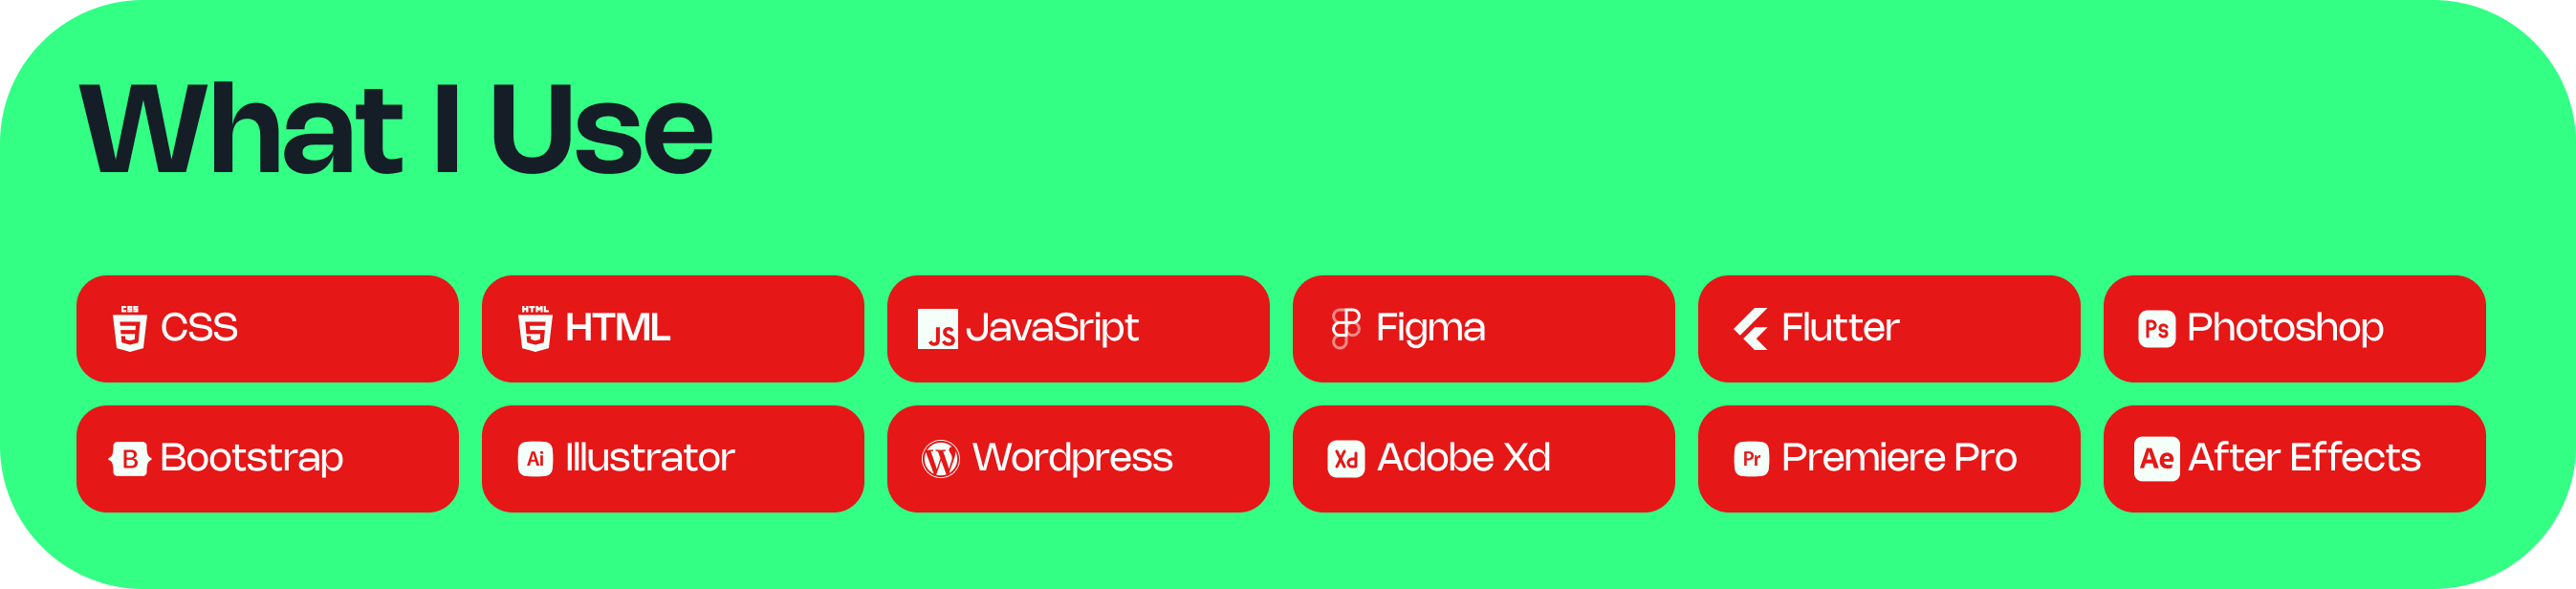 What I Use
CSS CSS
HTML HTML
JS JavaSript
Figma
Flutter
Ps Photoshop
B Bootstrap
Ai Illustrator
W Wordpress
Xd Adobe Xd
Pr Premiere Pro
Ae After Effects